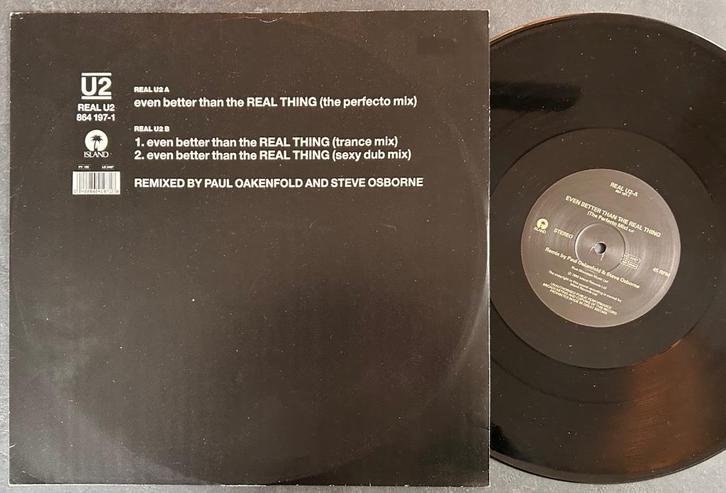 U2
REAL U2
864 197-1
ISLAND
REAL U2 A
even better than the REAL THING (the perfecto mix)
REAL U2 B
1. even better than the REAL THING (trance mix)
2. even better than the REAL THING (sexy dub mix)
REMIXED BY PAUL OAKENFOLD AND STEVE OSBORNE
REAL U2-A
EVEN BETTER THAN THE REAL THING
(The Perfecto Mix)
ISLAND
STEREO
45 RPM
Remix by Paul Oakenfold & Steve Osborne